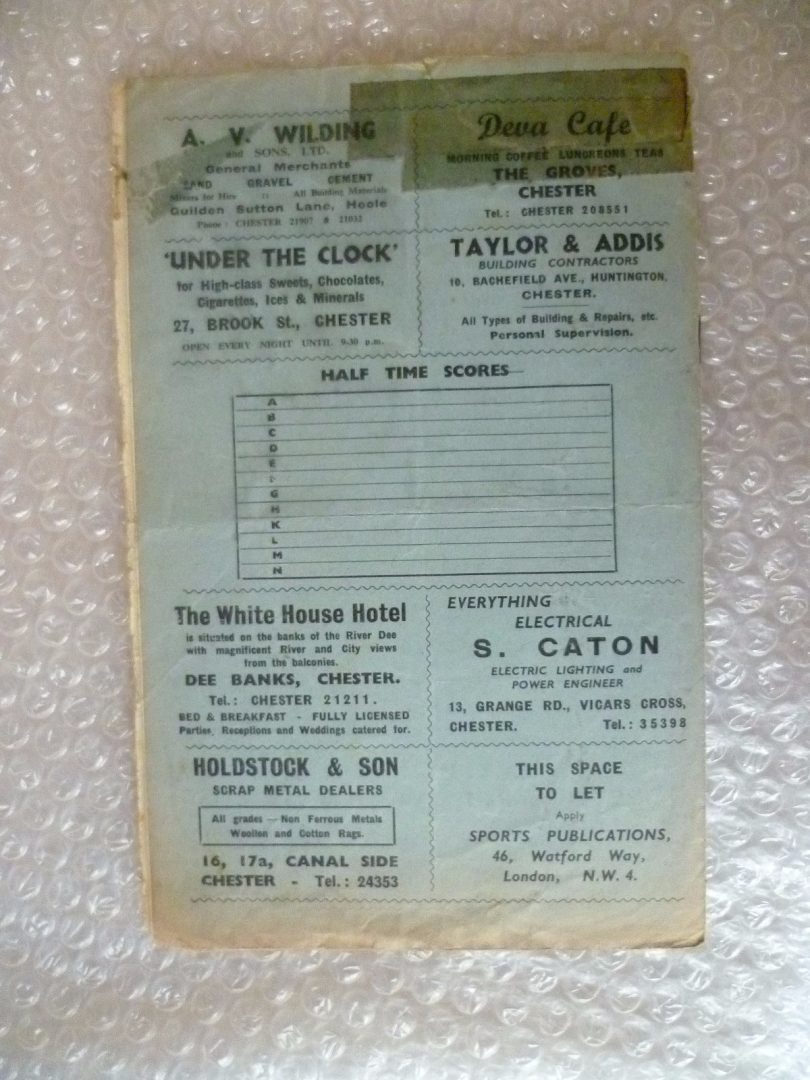 A. V. WILDING
and SONS, LTD.
General Merchants
SAND GRAVEL CEMENT
Mixers for Hire :: All Building Materials
Guilden Sutton Lane, Hoole
Phone : CHESTER 21907 & 21032
Deva Cafe
MORNING COFFEE LUNCHEONS TEAS
THE GROVES,
CHESTER
Tel.: CHESTER 208551
'UNDER THE CLOCK'
for High-class Sweets, Chocolates,
Cigarettes, Ices & Minerals
27, BROOK St., CHESTER
OPEN EVERY NIGHT UNTIL 9-30 p.m.
TAYLOR & ADDIS
BUILDING CONTRACTORS
10, BACHEFIELD AVE., HUNTINGTON,
CHESTER.
All Types of Building & Repairs, etc.
Personal Supervision.
HALF TIME SCORES
A
B
C
D
E
G
H
K
L
M
N
The White House Hotel
is situated on the banks of the River Dee
with magnificent River and City views
from the balconies.
DEE BANKS, CHESTER.
Tel.: CHESTER 21211.
BED & BREAKFAST - FULLY LICENSED
Parties, Receptions and Weddings catered for.
EVERYTHING
ELECTRICAL
S. CATON
ELECTRIC LIGHTING and
POWER ENGINEER
13, GRANGE RD., VICARS CROSS,
CHESTER. Tel.: 35398
HOLDSTOCK & SON
SCRAP METAL DEALERS
All grades — Non Ferrous Metals
Woollen and Cotton Rags.
16, 17a, CANAL SIDE
CHESTER - Tel.: 24353
THIS SPACE
TO LET
Apply
SPORTS PUBLICATIONS,
46, Watford Way,
London, N.W. 4.